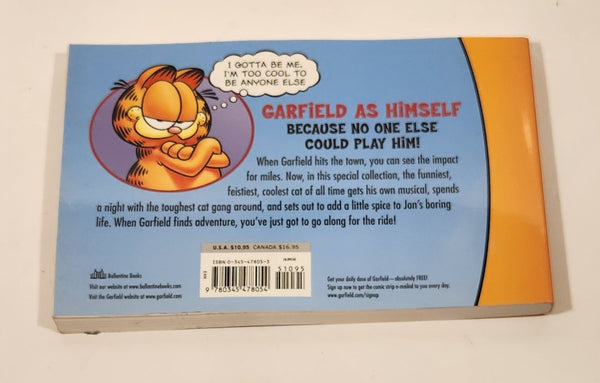 I GOTTA BE ME.
I'M TOO COOL TO
BE ANYONE ELSE
GARFIELD AS HIMSELF
BECAUSE NO ONE ELSE
COULD PLAY HIM!
When Garfield hits the town, you can see the impact
for miles. Now, in this special collection, the funniest,
feistiest, coolest cat of all time gets his own musical, spends
a night with the toughest cat gang around, and sets out to add a little spice to Jon's boring
life. When Garfield finds adventure, you've just got to go along for the ride!
U.S.A. $10.95 CANADA $16.95
ISBN 0-345-47805-3
HUMOR
51095
9 780345 478054
Ballantine Books
Visit our website at www.ballantinebooks.com
Visit the Garfield website at www.garfield.com
Get your daily dose of Garfield—absolutely FREE!
Sign up now to get the comic strip e-mailed to you every day.
www.garfield.com/signup